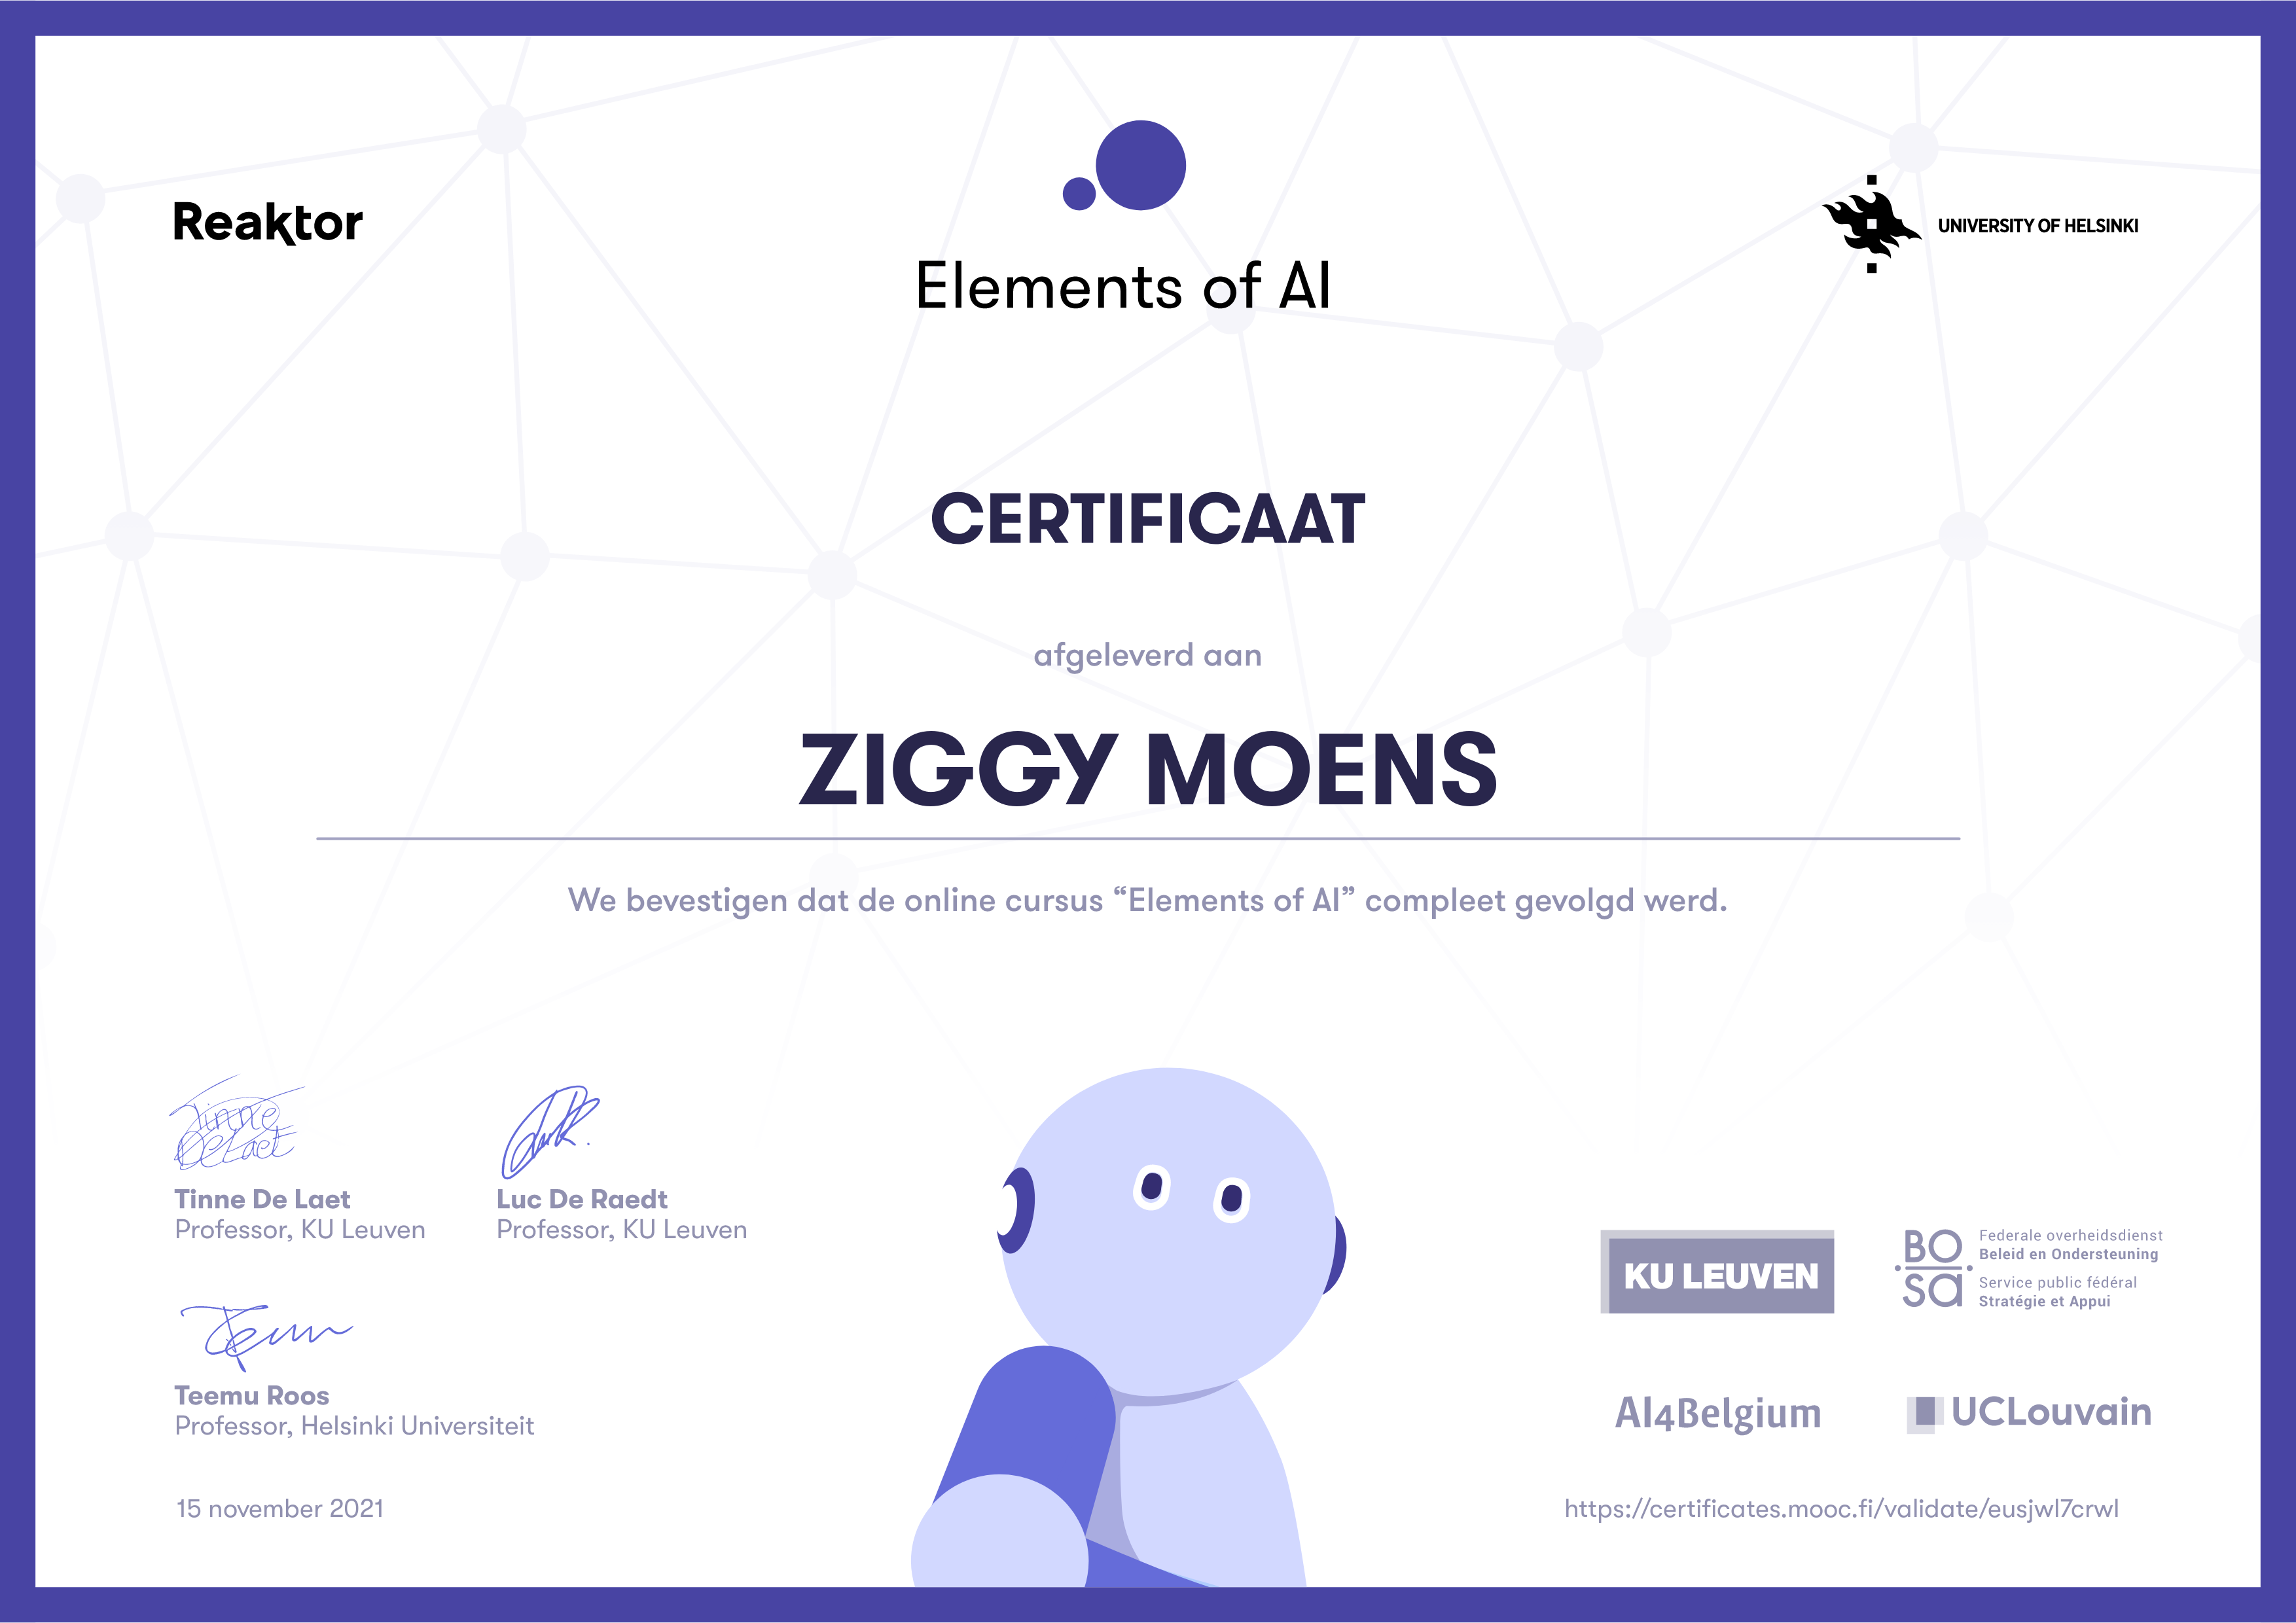 Reaktor
Elements of AI
UNIVERSITY OF HELSINKI
CERTIFICAAT
afgeleverd aan
ZIGGY MOENS
We bevestigen dat de online cursus “Elements of AI” compleet gevolgd werd.
Tinne De Laet
Tinne De Laet
Professor, KU Leuven
Luc De Raedt
Professor, KU Leuven
Teemu Roos
Professor, Helsinki Universiteit
15 november 2021
KU LEUVEN
BO
sa
Federale overheidsdienst
Beleid en Ondersteuning
Service public fédéral
Stratégie et Appui
AI4Belgium
UCLouvain
https://certificates.mooc.fi/validate/eusjwl7crwl